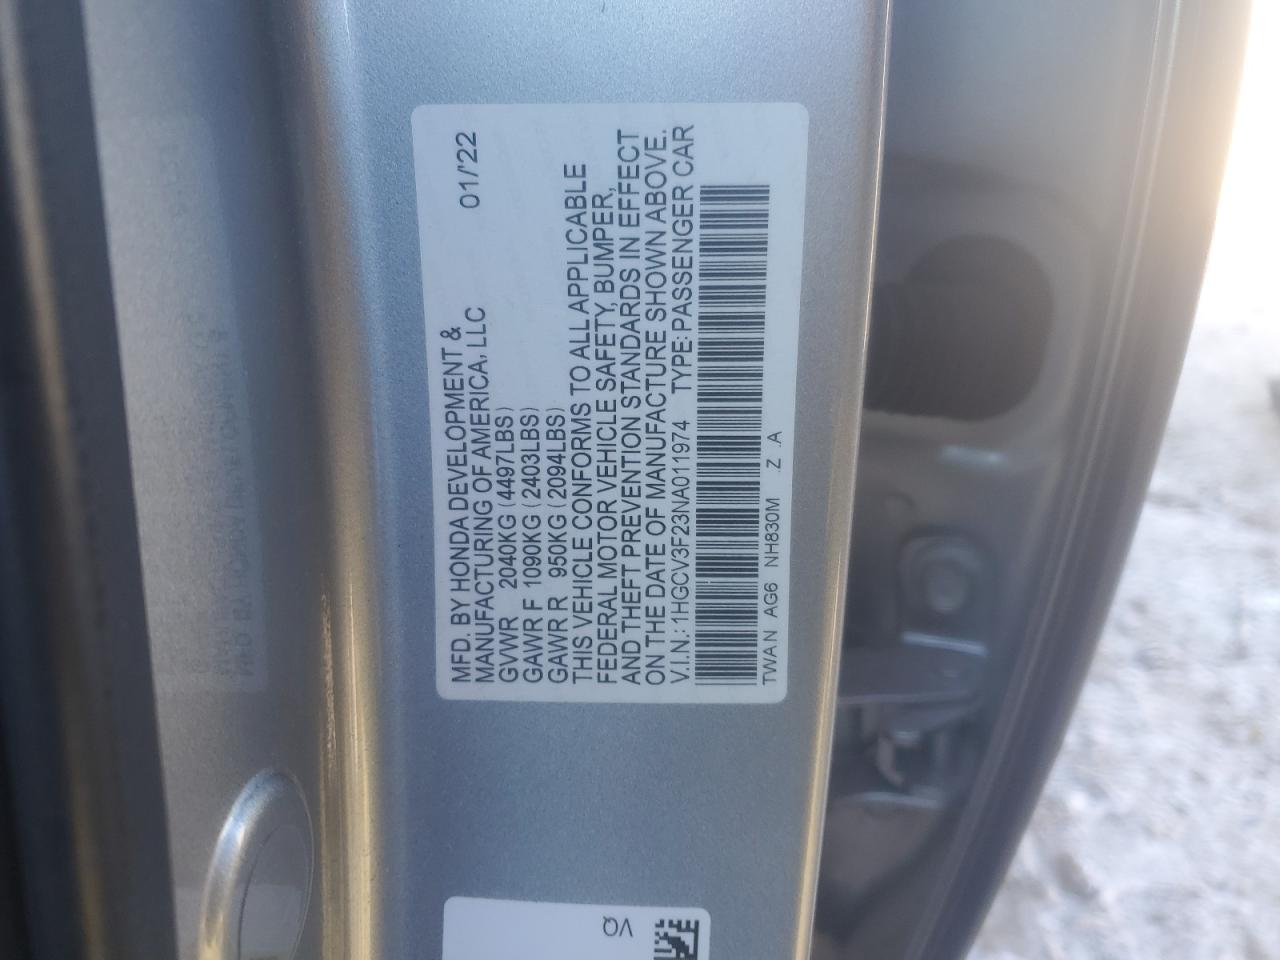 MFD. BY HONDA DEVELOPMENT &
MANUFACTURING OF AMERICA, LLC 01/'22
GVWR 2040KG (4497LBS)
GAWR F 1090KG (2403LBS)
GAWR R 950KG (2094LBS)
THIS VEHICLE CONFORMS TO ALL APPLICABLE
FEDERAL MOTOR VEHICLE SAFETY, BUMPER,
AND THEFT PREVENTION STANDARDS IN EFFECT
ON THE DATE OF MANUFACTURE SHOWN ABOVE.
V.I.N.: 1HGCV3F23NA011974 TYPE: PASSENGER CAR
TWA N AG6 NH830M .Z .A
VQ